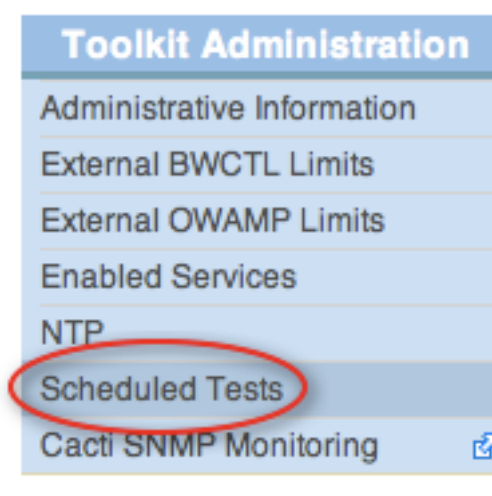 Toolkit Administration
Administrative Information
External BWCTL Limits
External OWAMP Limits
Enabled Services
NTP
Scheduled Tests
Cacti SNMP Monitoring